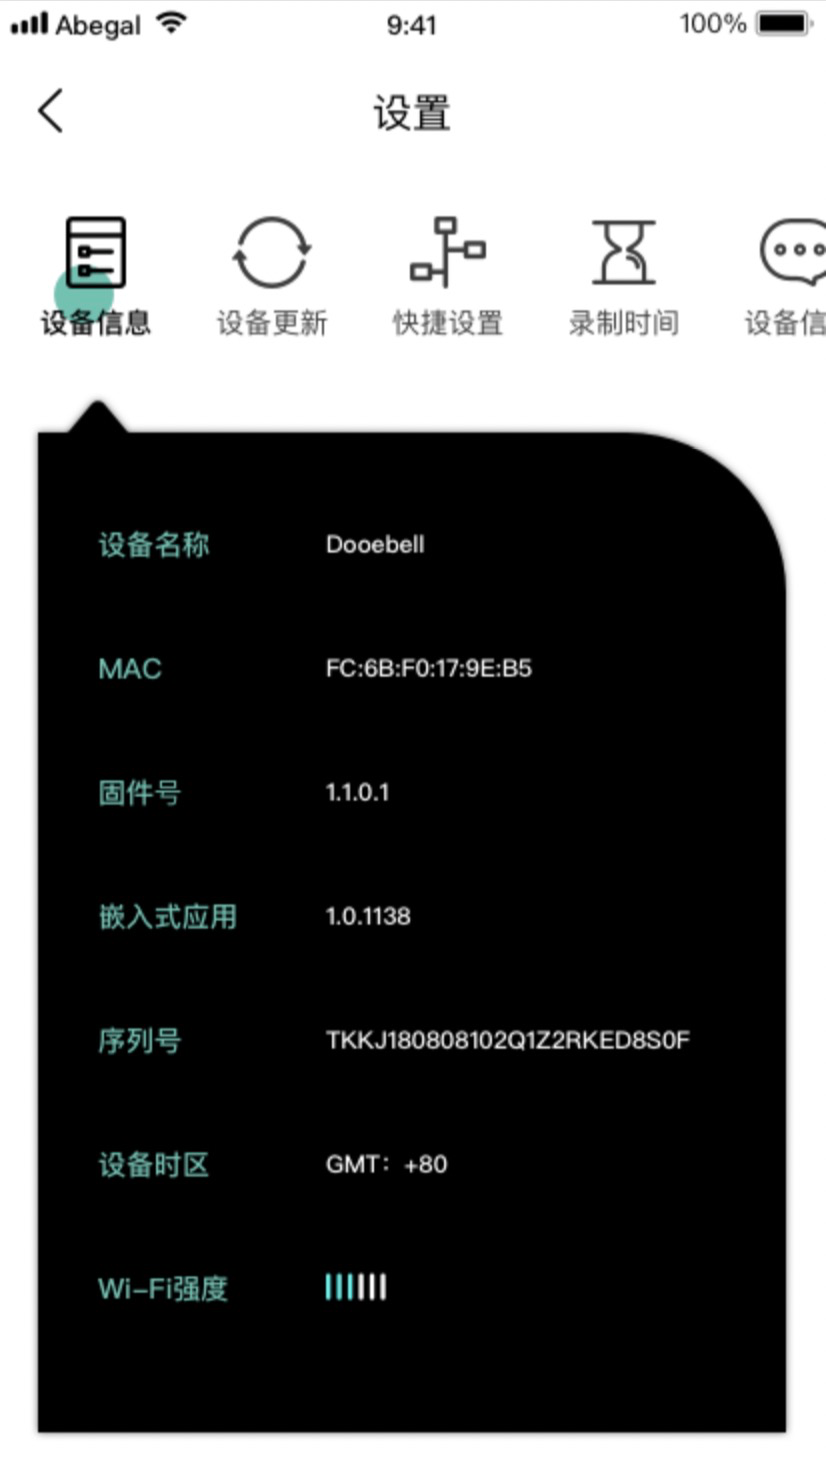 Abegal
9:41
100%
设置
设备信息
设备更新
快捷设置
录制时间
设备信
设备名称
Dooebell
MAC
FC:6B:F0:17:9E:B5
固件号
1.1.0.1
嵌入式应用
1.0.1138
序列号
TKKJ180808102Q1Z2RKED8S0F
设备时区
GMT：+80
Wi-Fi强度